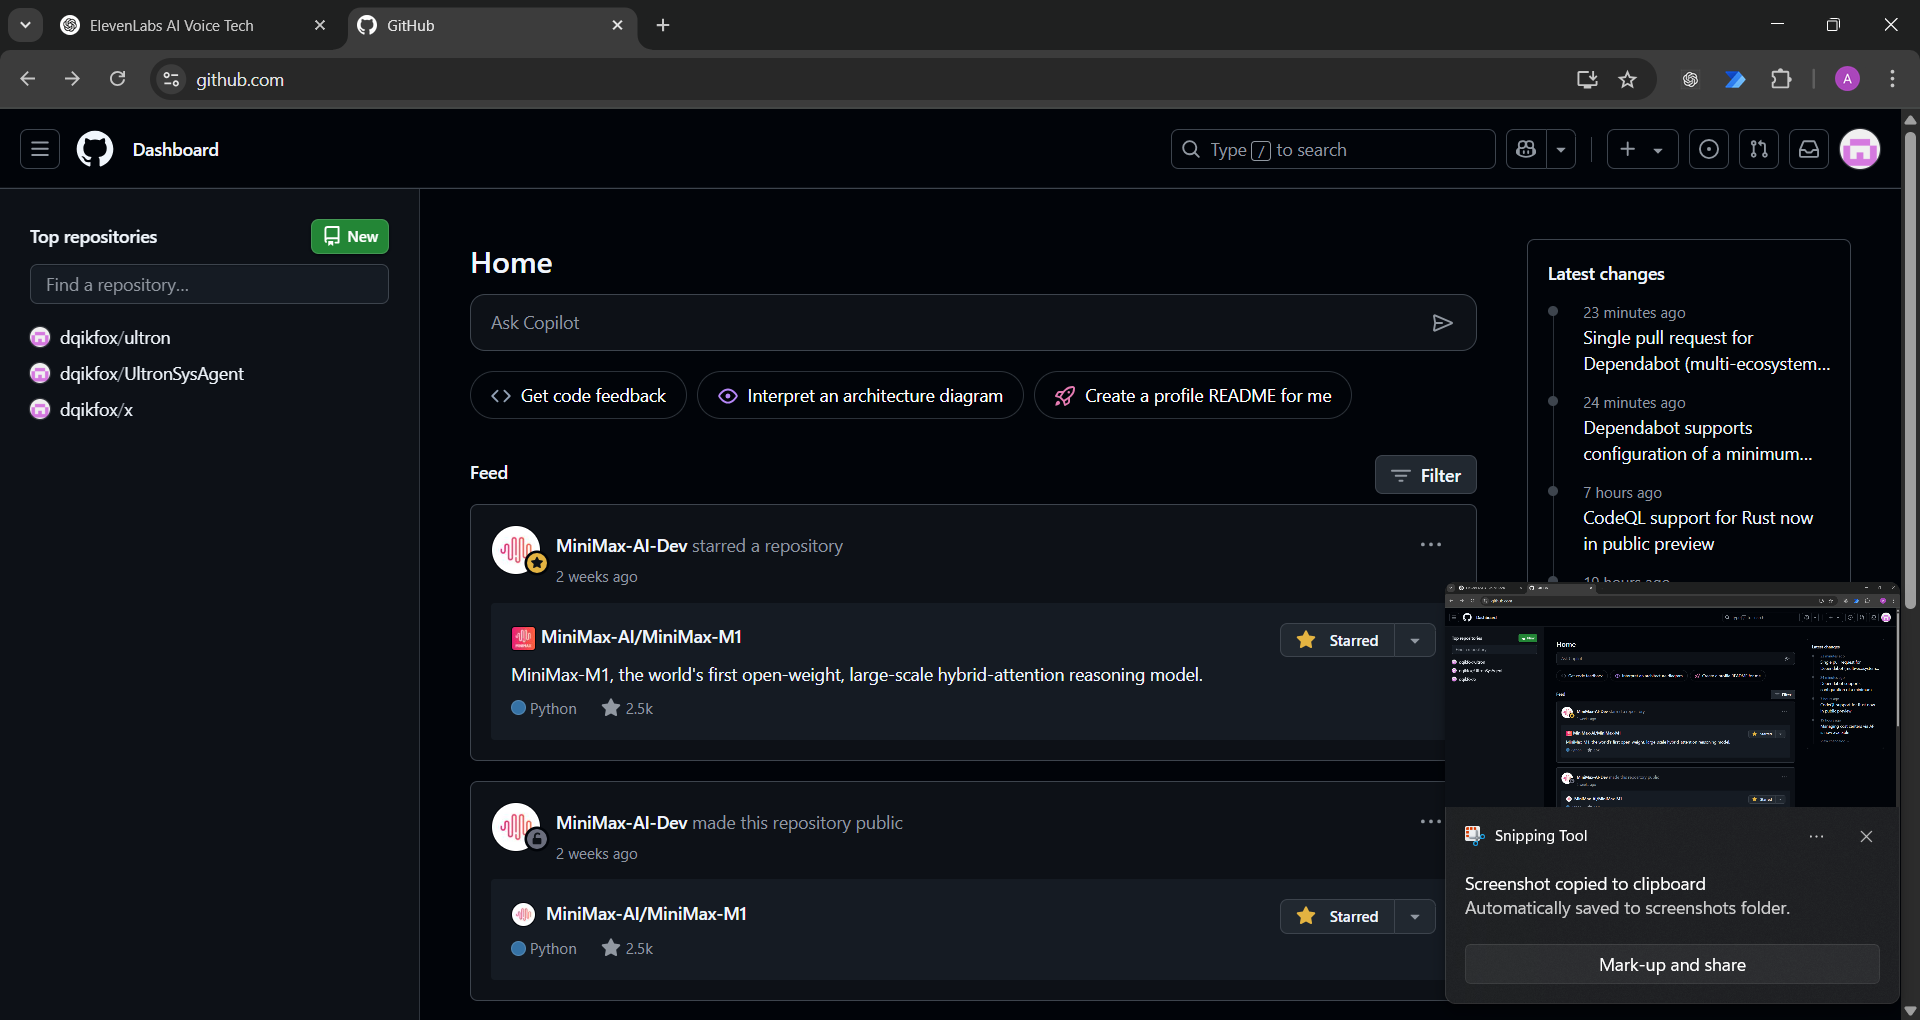 ElevenLabs AI Voice Tech
GitHub
github.com
A
Dashboard
Type / to search
Top repositories
New
Find a repository...
dqikfox/ultron
dqikfox/UltronSysAgent
dqikfox/x
Home
Ask Copilot
Get code feedback
Interpret an architecture diagram
Create a profile README for me
Feed
Filter
MiniMax-AI-Dev starred a repository
2 weeks ago
MiniMax-AI/MiniMax-M1
Starred
MiniMax-M1, the world's first open-weight, large-scale hybrid-attention reasoning model.
Python
2.5k
MiniMax-AI-Dev made this repository public
2 weeks ago
MiniMax-AI/MiniMax-M1
Starred
Python
2.5k
Latest changes
23 minutes ago
Single pull request for
Dependabot (multi-ecosystem...
24 minutes ago
Dependabot supports
configuration of a minimum...
7 hours ago
CodeQL support for Rust now
in public preview
Home
Snipping Tool
Screenshot copied to clipboard
Automatically saved to screenshots folder.
Mark-up and share